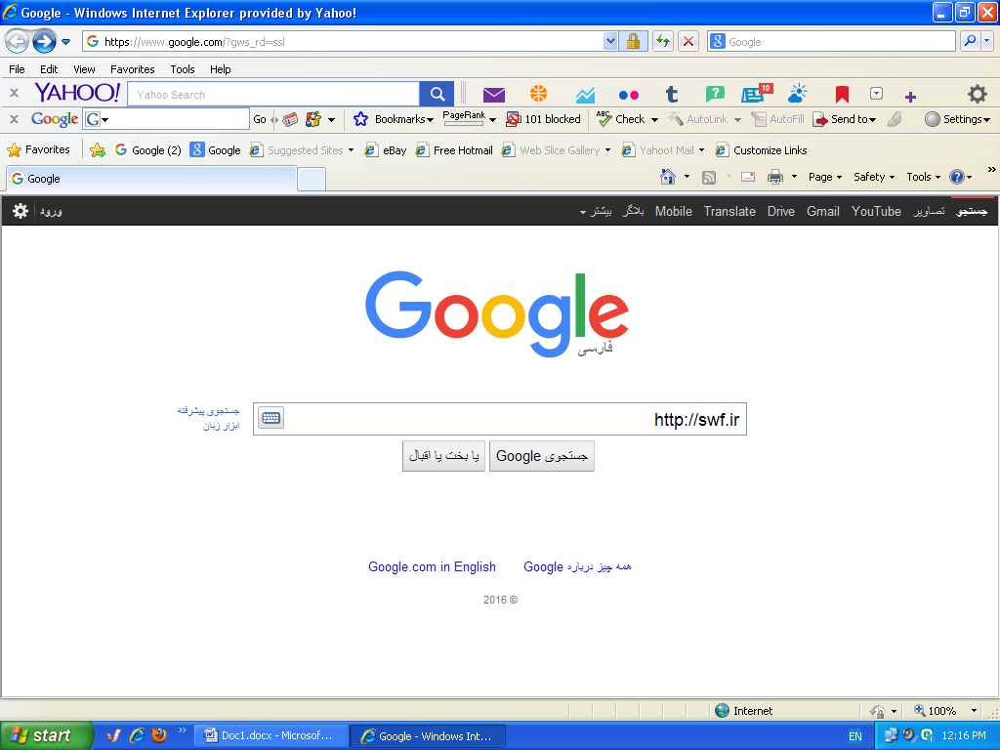 Google - Windows Internet Explorer provided by Yahoo!
https://www.google.com/?gws_rd=ssl
Google
File Edit View Favorites Tools Help
YAHOO! Yahoo Search t ? 10
Google G Go Bookmarks PageRank 101 blocked ABC Check AutoLink AutoFill Send to Settings
Favorites Google (2) Google Suggested Sites eBay Free Hotmail Web Slice Gallery Yahoo! Mail Customize Links
Google Page Safety Tools
جستجو تصاویر YouTube Gmail Drive Translate Mobile بلاگر بیشتر ورود
Google
فارسی
http://swf.ir
جستجوی پیشرفته
ابزار زبان
جستجوی Google یا بخت یا اقبال
همه چیز درباره Google Google.com in English
2016 ©
Internet 100%
start Doc1.docx - Microsof... Google - Windows Int... EN 12:16 PM